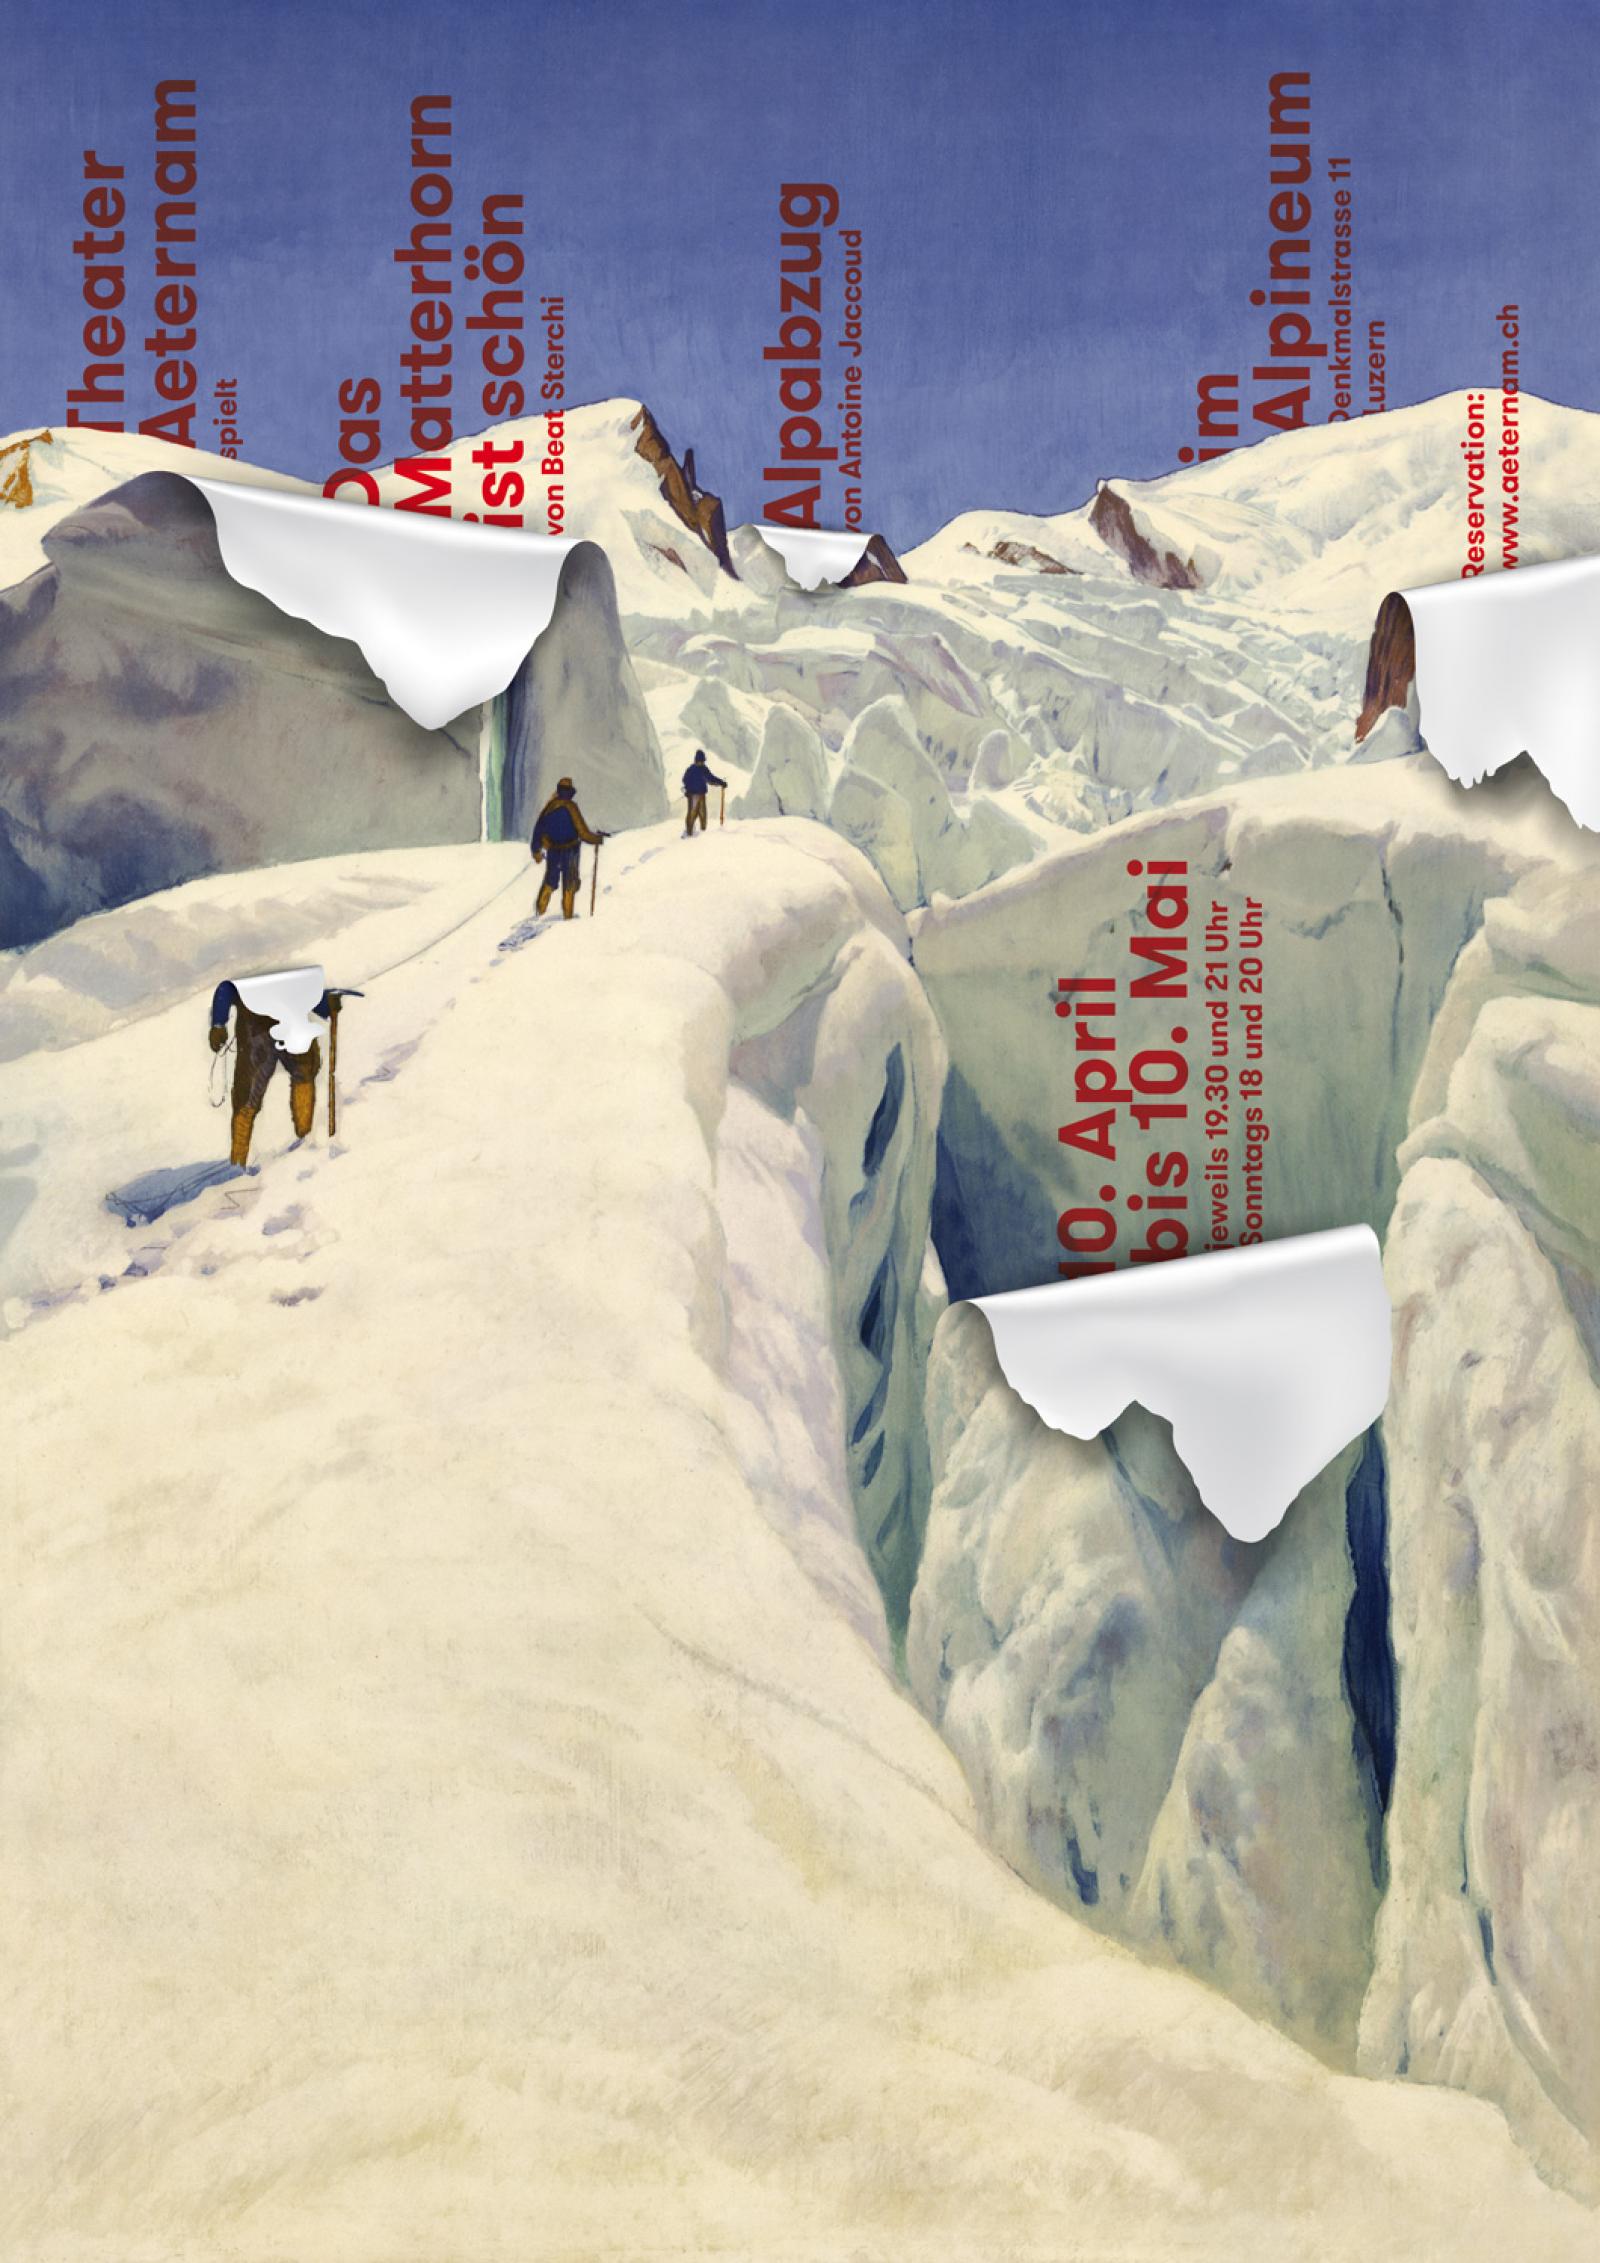 Theater
Aeternam
spielt
Das
Matterhorn
ist schön
von Beat Sterchi
Alpabzug
von Antoine Jaccoud
im
Alpineum
Denkmalstrasse 11
Luzern
Reservation:
www.aeternam.ch
10. April
bis 10. Mai
jeweils 19.30 und 21 Uhr
Sonntags 18 und 20 Uhr